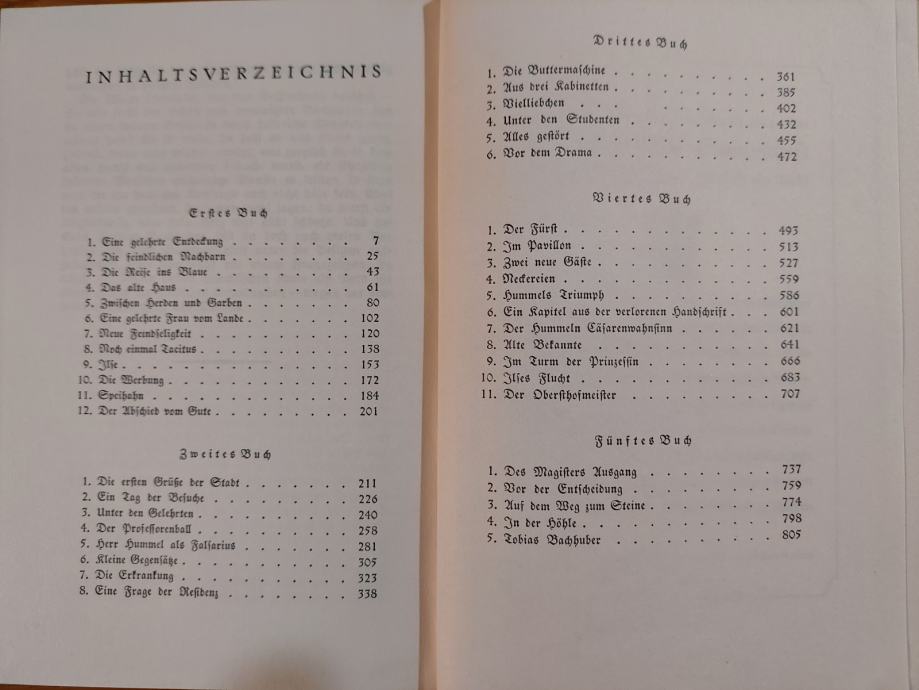 INHALTSVERZEICHNIS
Erstes Buch
1. Eine gelehrte Entdeckung . . . . . . . . 7
2. Die feindlichen Nachbarn . . . . . . . . 25
3. Die Reise ins Blaue . . . . . . . . . 43
4. Das alte Haus . . . . . . . . . . . 61
5. Zwischen Herden und Garben . . . . . . . 80
6. Eine gelehrte Frau vom Lande . . . . . . . 102
7. Neue Feindseligkeit . . . . . . . . . . 120
8. Noch einmal Tacitus . . . . . . . . . . 138
9. Ilse . . . . . . . . . . . . . . 153
10. Die Werbung . . . . . . . . . . . 172
11. Speihahn . . . . . . . . . . . . 184
12. Der Abschied vom Gute . . . . . . . . . 201
Zweites Buch
1. Die ersten Grüße der Stadt . . . . . . . 211
2. Ein Tag der Besuche . . . . . . . . . 226
3. Unter den Gelehrten . . . . . . . . . . 240
4. Der Professorenball . . . . . . . . . . 258
5. Herr Hummel als Falsarius . . . . . . . . 281
6. Kleine Gegensätze . . . . . . . . . . . 305
7. Die Erkrankung . . . . . . . . . . . 323
8. Eine Frage der Residenz . . . . . . . . 338
Drittes Buch
1. Die Buttermaschine . . . . . . . . . . 361
2. Aus drei Kabinetten . . . . . . . . . . 385
3. Vielliebchen . . . . . . . . . . 402
4. Unter den Studenten . . . . . . . . . 432
5. Alles gestört . . . . . . . . . . . 455
6. Vor dem Drama . . . . . . . . . . . 472
Viertes Buch
1. Der Fürst . . . . . . . . . . . . . 493
2. Im Pavillon . . . . . . . . . . . . 513
3. Zwei neue Gäste . . . . . . . . . . . 527
4. Neckereien . . . . . . . . . . . . 559
5. Hummels Triumph . . . . . . . . . . 586
6. Ein Kapitel aus der verlorenen Handschrift . . . 601
7. Der Hummeln Cäsarenwahnsinn . . . . . . 621
8. Alte Bekannte . . . . . . . . . . . 641
9. Im Turm der Prinzessin . . . . . . . . 666
10. Ilses Flucht . . . . . . . . . . . . 683
11. Der Obersthofmeister . . . . . . . . . 707
Fünftes Buch
1. Des Magisters Ausgang . . . . . . . . 737
2. Vor der Entscheidung . . . . . . . . . 759
3. Auf dem Weg zum Steine . . . . . . . . 774
4. In der Höhle . . . . . . . . . . . . 798
5. Tobias Bachhuber . . . . . . . . . . 805